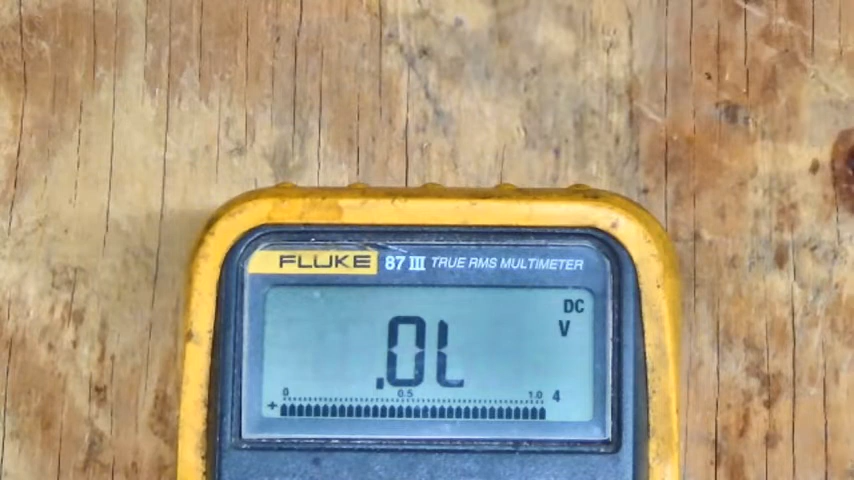 FLUKE 87 III TRUE RMS MULTIMETER
DC
V
.0L
0 0.5 1.0 4
+